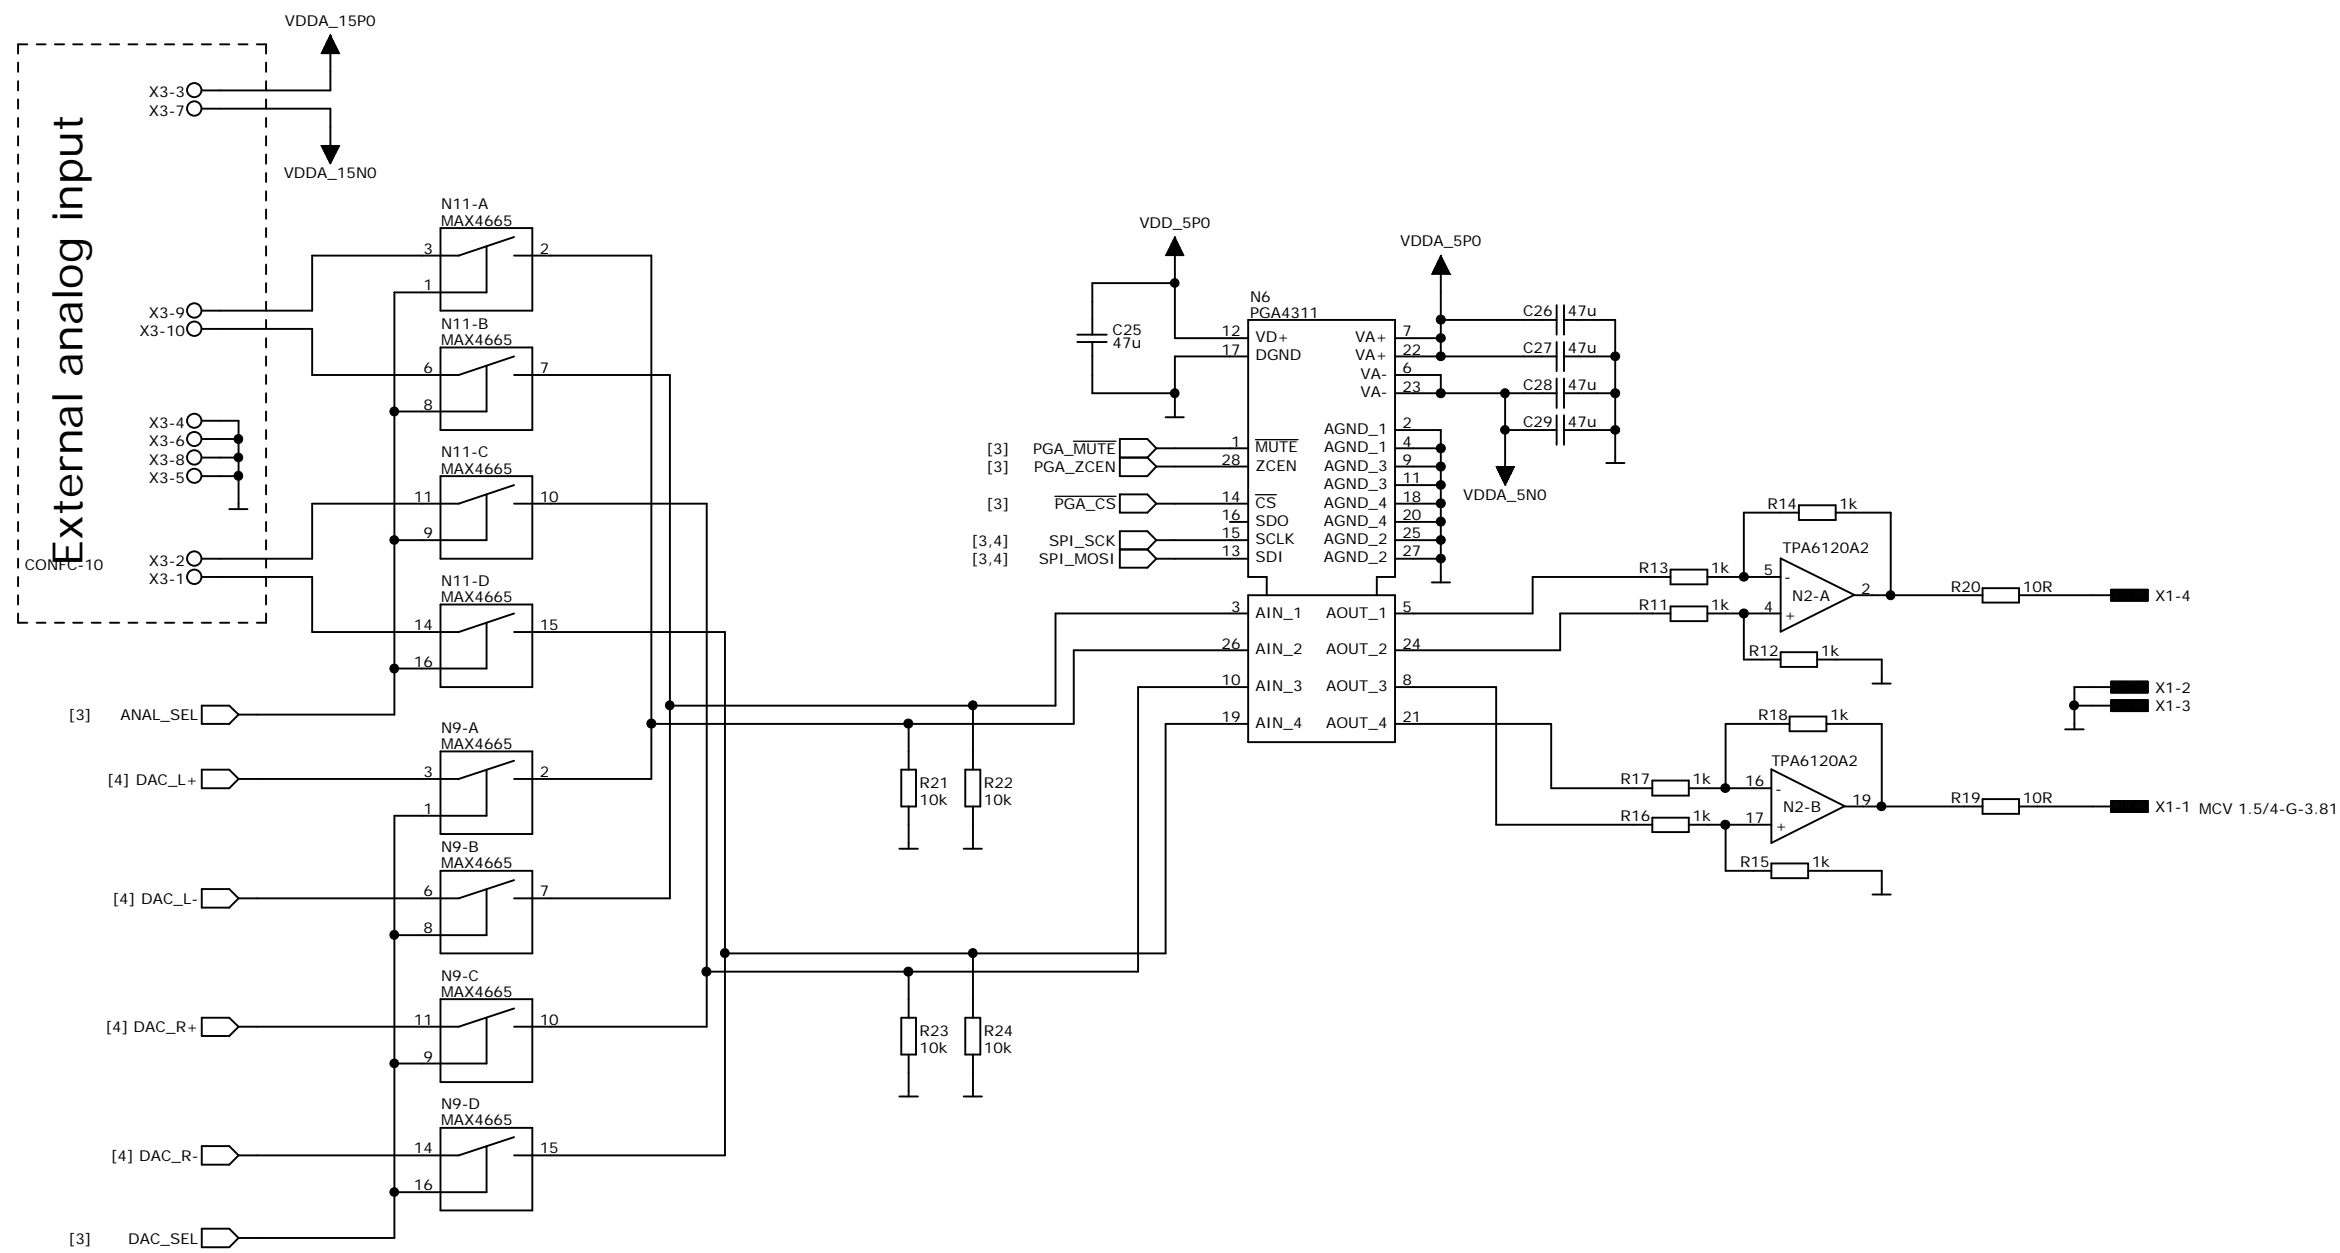 VDDA_15P0
External analog input
X3-3
X3-7
VDDA_15N0
X3-9
X3-10
X3-4
X3-6
X3-8
X3-5
X3-2
CONFC-10
X3-1
N11-A
MAX4665
3 2
1
N11-B
MAX4665
6 7
8
N11-C
MAX4665
11 10
9
N11-D
MAX4665
14 15
16
[3] ANAL_SEL
N9-A
MAX4665
[4] DAC_L+ 3 2
1
N9-B
MAX4665
[4] DAC_L- 6 7
8
N9-C
MAX4665
[4] DAC_R+ 11 10
9
N9-D
MAX4665
[4] DAC_R- 14 15
16
[3] DAC_SEL
R21
10k
R22
10k
R23
10k
R24
10k
VDD_5P0
C25
47u
VDDA_5P0
N6
PGA4311
12 VD+ VA+ 7
17 DGND VA+ 22
VA- 6
VA- 23
AGND_1 2
[3] PGA_MUTE 1 MUTE AGND_1 4
[3] PGA_ZCEN 28 ZCEN AGND_3 9
AGND_3 11
[3] PGA_CS 14 CS AGND_4 18
16 SDO AGND_4 20
[3,4] SPI_SCK 15 SCLK AGND_2 25
[3,4] SPI_MOSI 13 SDI AGND_2 27
3 AIN_1 AOUT_1 5
26 AIN_2 AOUT_2 24
10 AIN_3 AOUT_3 8
19 AIN_4 AOUT_4 21
C26 47u
C27 47u
C28 47u
C29 47u
VDDA_5N0
R14 1k
TPA6120A2
R13 1k 5 -
N2-A 2
R11 1k 4 +
R12 1k
R20 10R X1-4
X1-2
X1-3
R18 1k
TPA6120A2
R17 1k 16 -
N2-B 19
R16 1k 17 +
R15 1k
R19 10R X1-1 MCV 1.5/4-G-3.81